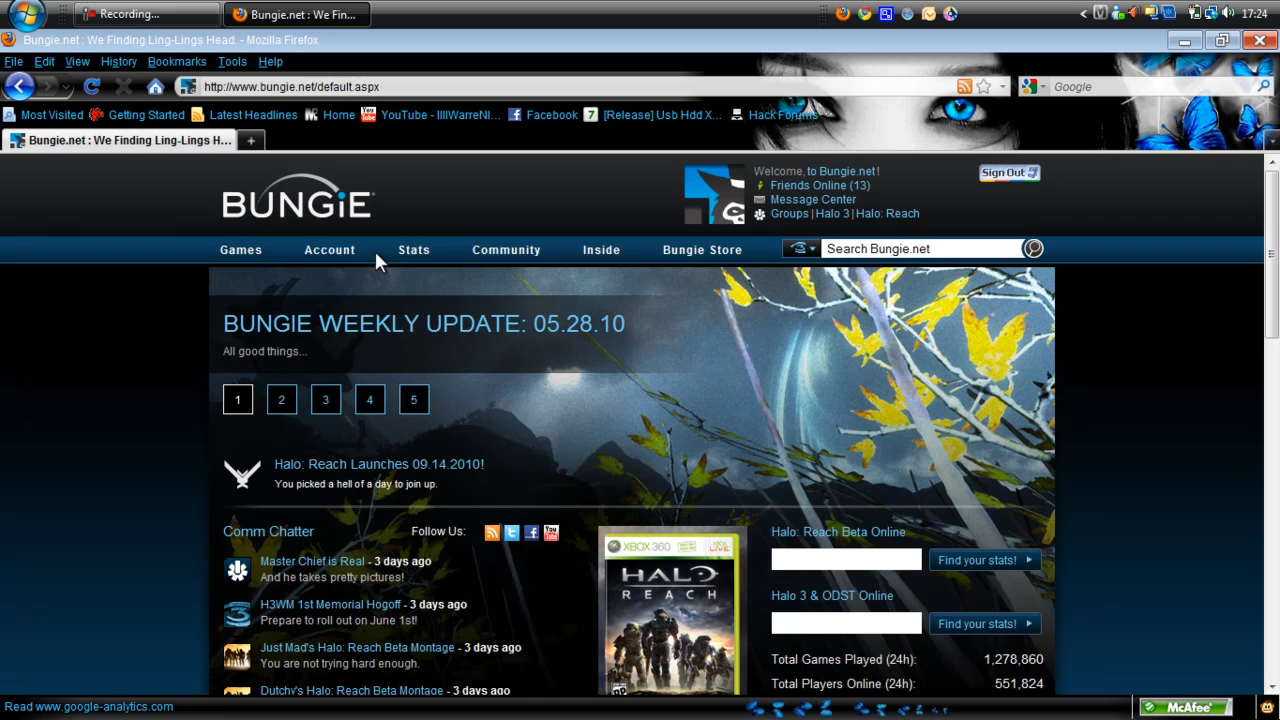 Recording...
Bungie.net : We Fin...
17:24
Bungie.net : We Finding Ling-Lings Head. - Mozilla Firefox
File Edit View History Bookmarks Tools Help
http://www.bungie.net/default.aspx
Google
Most Visited Getting Started Latest Headlines Home YouTube - IIIIWarreNI... Facebook [Release] Usb Hdd X... Hack Forums
Bungie.net : We Finding Ling-Lings H...
BUNGiE
Welcome, to Bungie.net!
Friends Online (13)
Message Center
Groups | Halo 3 | Halo: Reach
Sign Out
Games Account Stats Community Inside Bungie Store
Search Bungie.net
BUNGIE WEEKLY UPDATE: 05.28.10
All good things...
1 2 3 4 5
Halo: Reach Launches 09.14.2010!
You picked a hell of a day to join up.
Comm Chatter
Follow Us:
Master Chief is Real - 3 days ago
And he takes pretty pictures!
H3WM 1st Memorial Hogoff - 3 days ago
Prepare to roll out on June 1st!
Just Mad's Halo: Reach Beta Montage - 3 days ago
You are not trying hard enough.
Dutchy's Halo: Reach Beta Montage - 3 days ago
XBOX 360
LIVE
HALO
REACH
Halo: Reach Beta Online
Find your stats!
Halo 3 & ODST Online
Find your stats!
Total Games Played (24h): 1,278,860
Total Players Online (24h): 551,824
Read www.google-analytics.com
McAfee